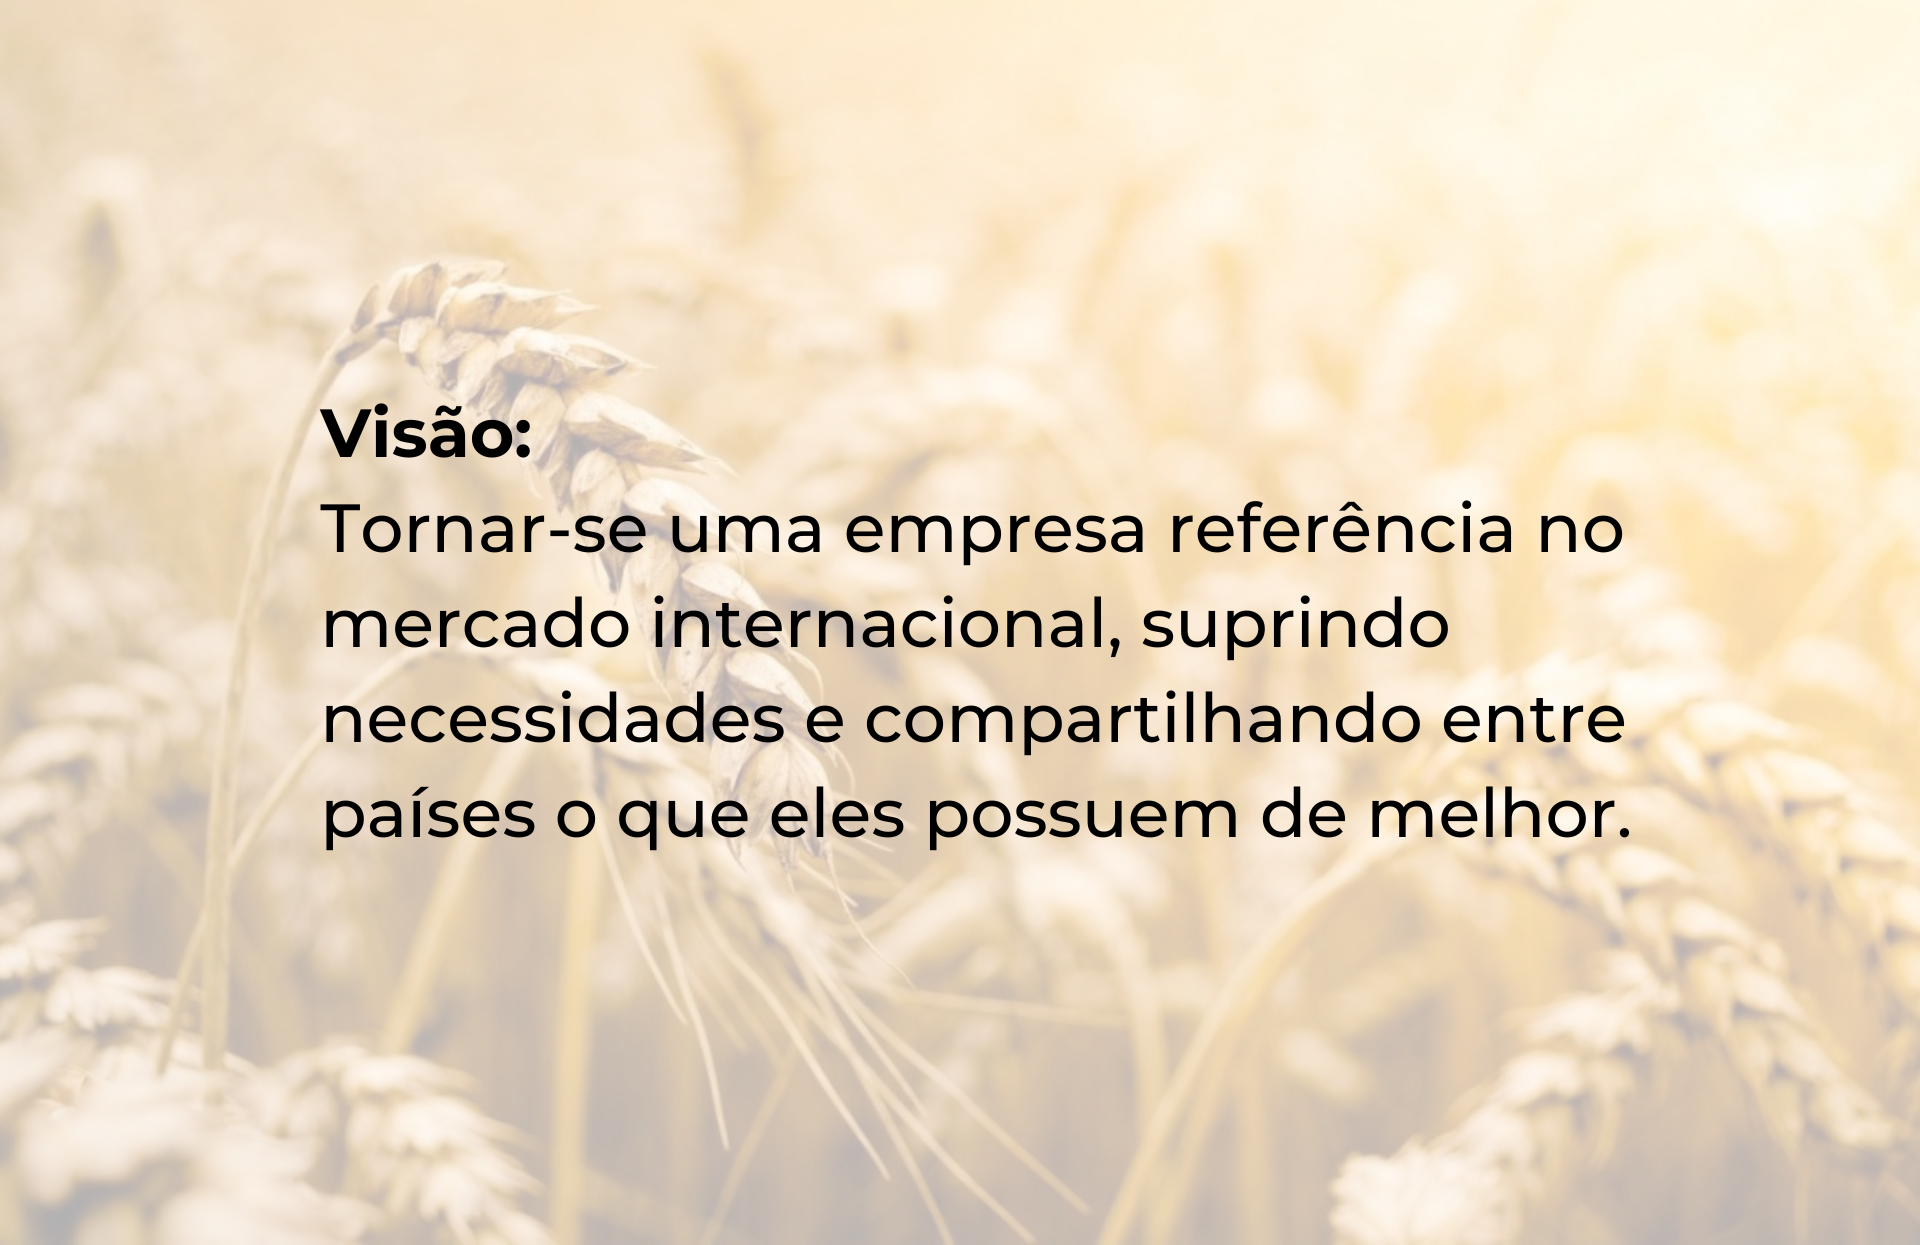 Visão:
Tornar-se uma empresa referência no
mercado internacional, suprindo
necessidades e compartilhando entre
países o que eles possuem de melhor.